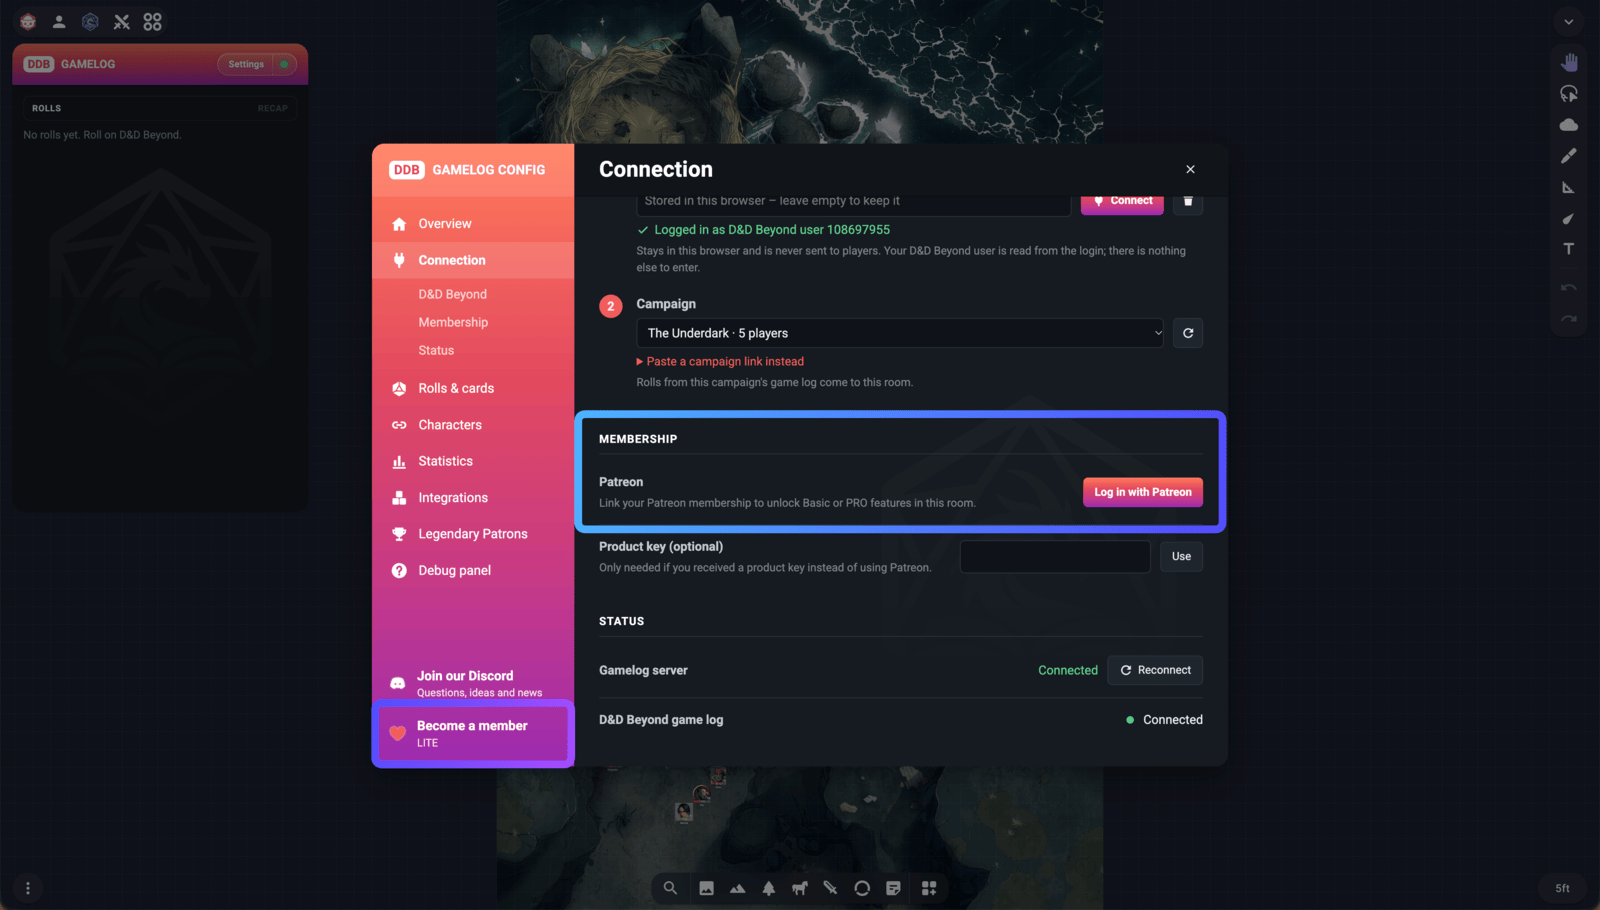 DDB GAMELOG
Settings
ROLLS
RECAP
No rolls yet. Roll on D&D Beyond.
DDB GAMELOG CONFIG
Overview
Connection
D&D Beyond
Membership
Status
Rolls & cards
Characters
Statistics
Integrations
Legendary Patrons
Debug panel
Join our Discord
Questions, ideas and news
Become a member
LITE
Connection
Stored in this browser – leave empty to keep it
Connect
Logged in as D&D Beyond user 108697955
Stays in this browser and is never sent to players. Your D&D Beyond user is read from the login; there is nothing
else to enter.
2
Campaign
The Underdark · 5 players
Paste a campaign link instead
Rolls from this campaign's game log come to this room.
MEMBERSHIP
Patreon
Link your Patreon membership to unlock Basic or PRO features in this room.
Log in with Patreon
Product key (optional)
Only needed if you received a product key instead of using Patreon.
Use
STATUS
Gamelog server
Connected
Reconnect
D&D Beyond game log
Connected
T
5ft